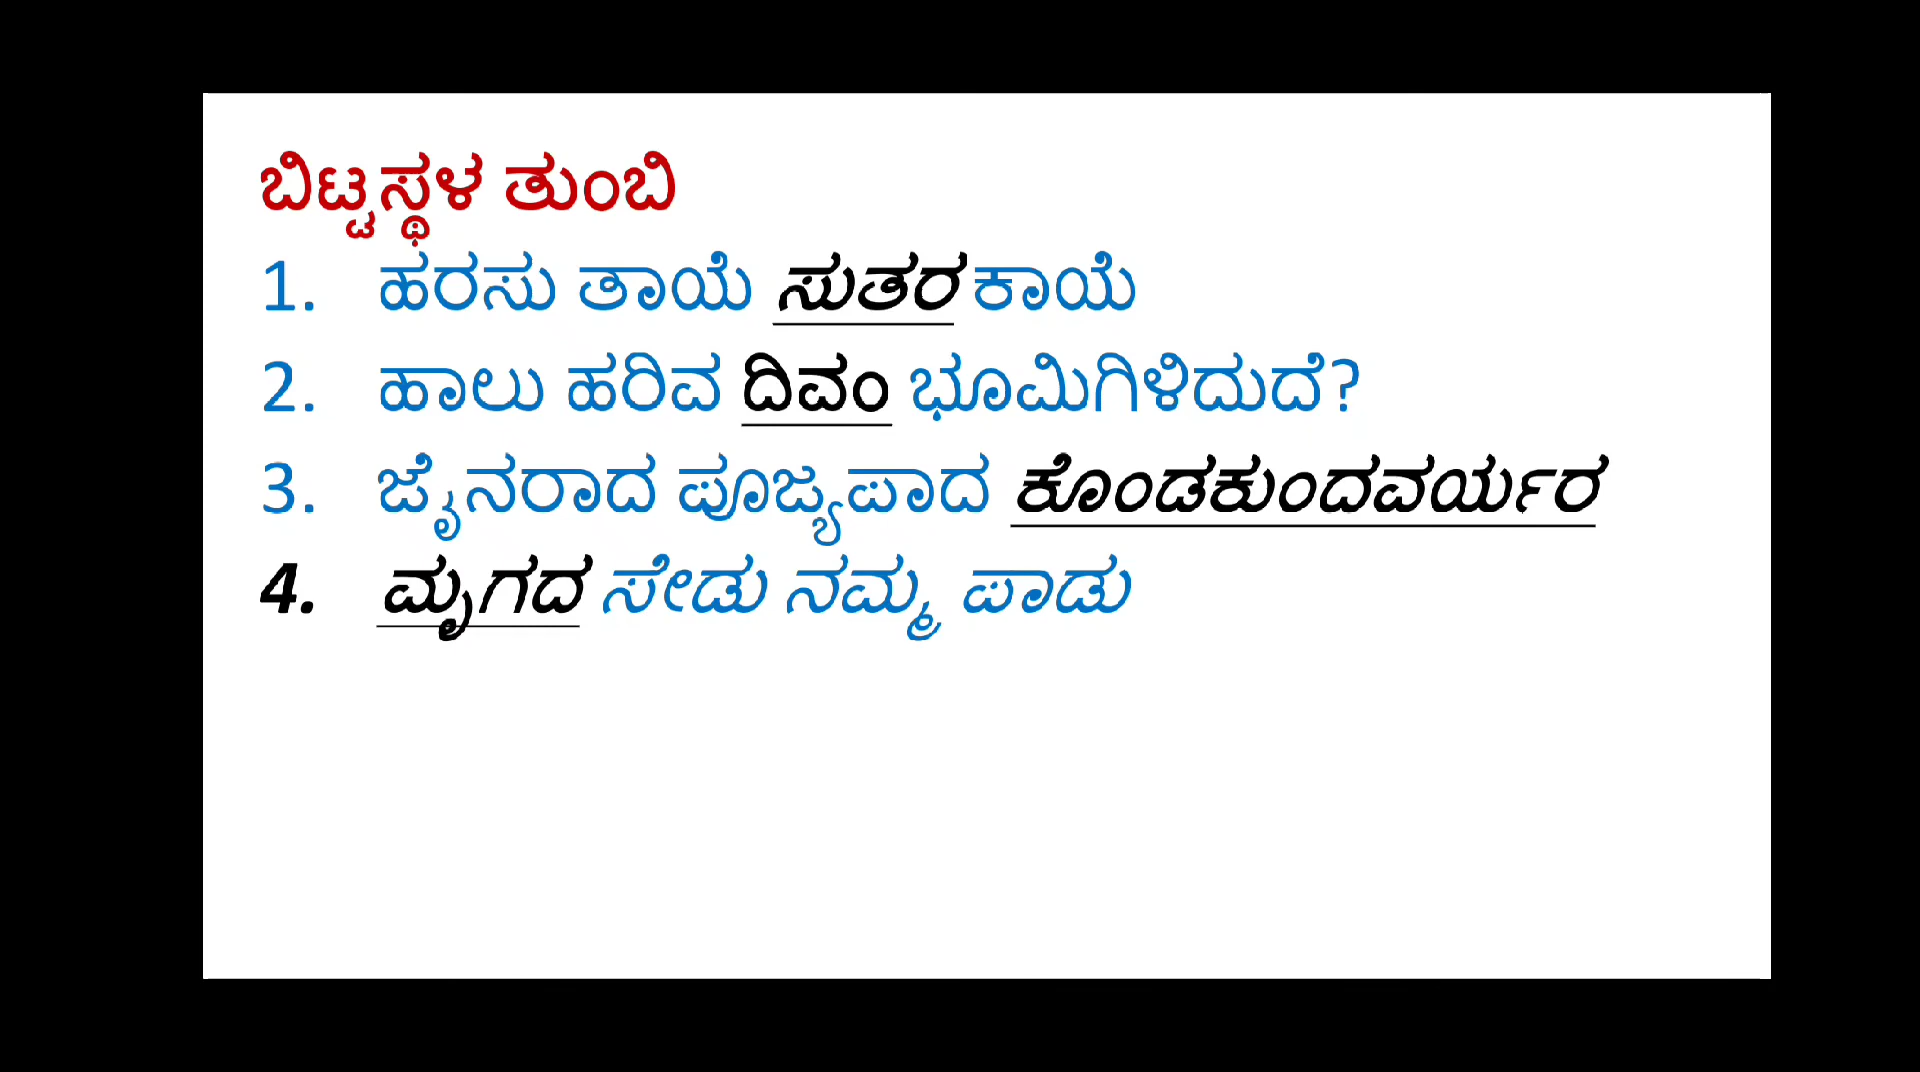 ಬಿಟ್ಟಸ್ಥಳ ತುಂಬಿ
1. ಹರಸು ತಾಯೆ ಸುತರ ಕಾಯೆ
2. ಹಾಲು ಹರಿವ ದಿವಂ ಭೂಮಿಗಿಳಿದುದೆ?
3. ಜೈನರಾದ ಪೂಜ್ಯಪಾದ ಕೊಂಡಕುಂದವರ್ಯರ
4. ಮೃಗದ ಸೇಡು ನಮ್ಮ ಪಾಡು